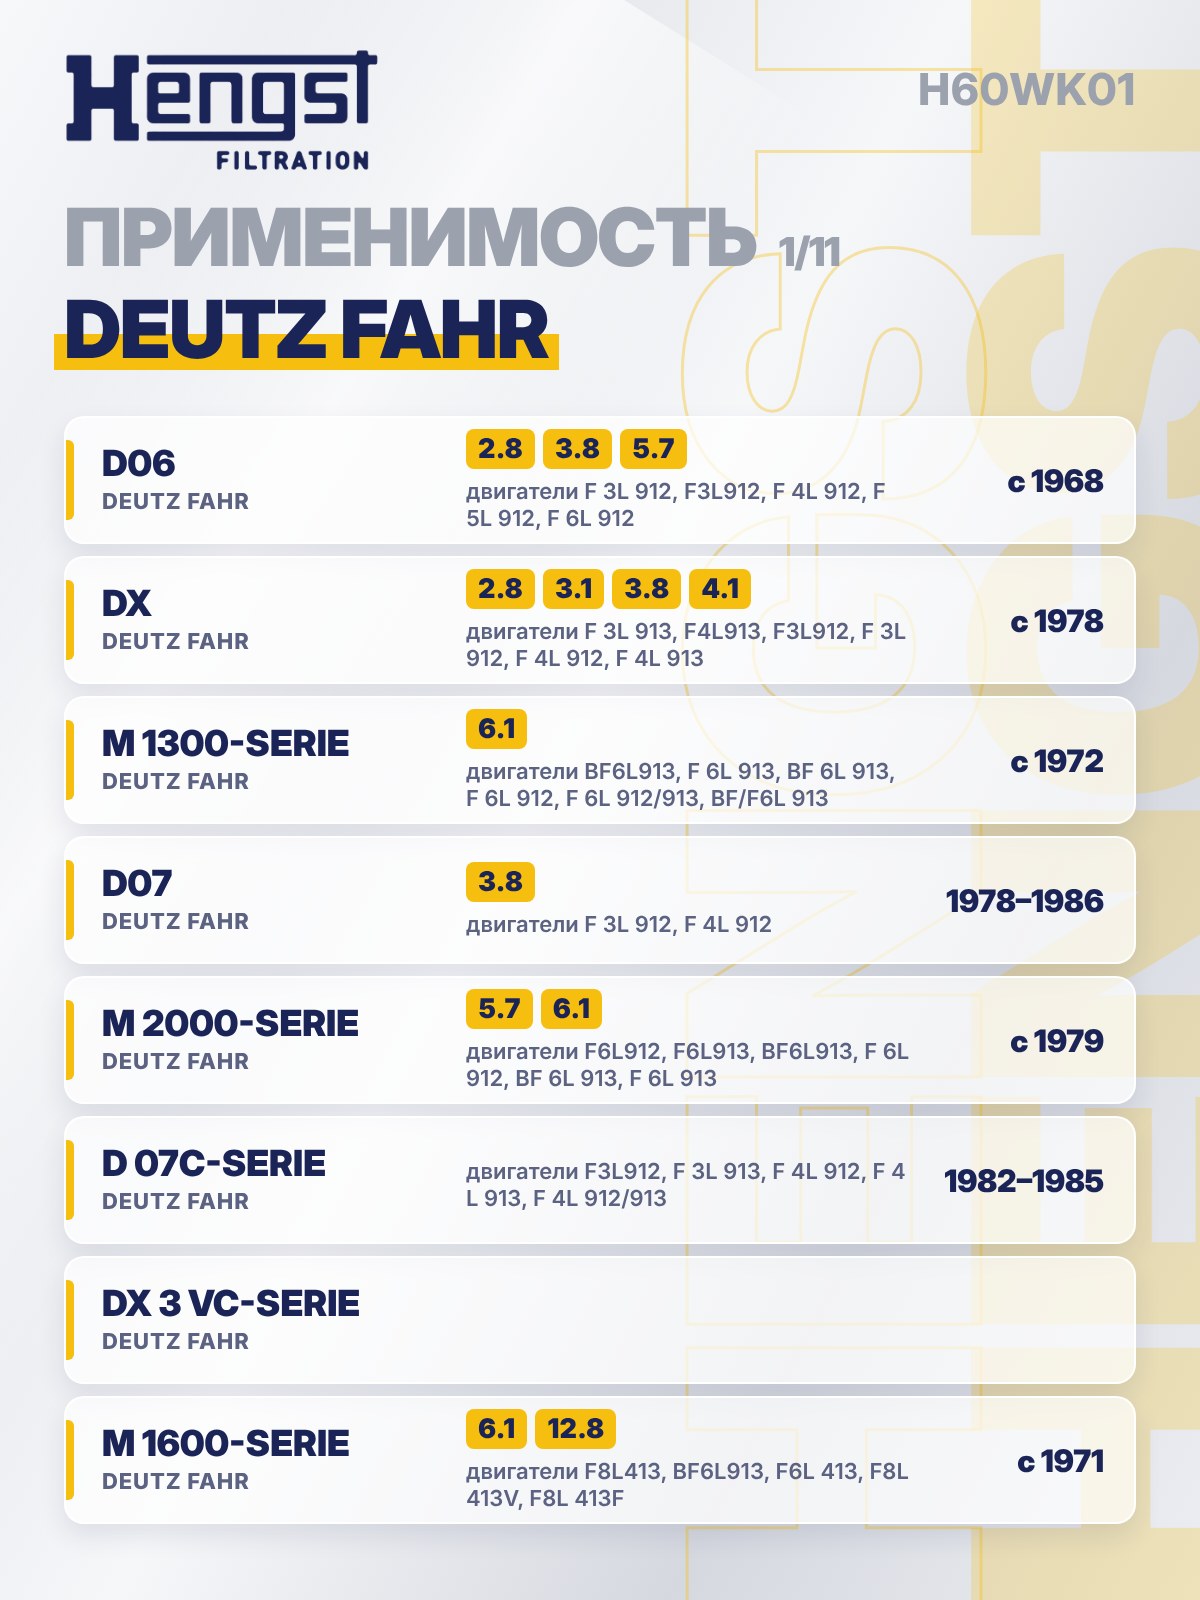 Hengst
FILTRATION
H60WK01
ПРИМЕНИМОСТЬ 1/11
DEUTZ FAHR
D06
DEUTZ FAHR
2.8 3.8 5.7
двигатели F 3L 912, F3L912, F 4L 912, F
5L 912, F 6L 912
с 1968
DX
DEUTZ FAHR
2.8 3.1 3.8 4.1
двигатели F 3L 913, F4L913, F3L912, F 3L
912, F 4L 912, F 4L 913
с 1978
M 1300-SERIE
DEUTZ FAHR
6.1
двигатели BF6L913, F 6L 913, BF 6L 913,
F 6L 912, F 6L 912/913, BF/F6L 913
с 1972
D07
DEUTZ FAHR
3.8
двигатели F 3L 912, F 4L 912
1978–1986
M 2000-SERIE
DEUTZ FAHR
5.7 6.1
двигатели F6L912, F6L913, BF6L913, F 6L
912, BF 6L 913, F 6L 913
с 1979
D 07C-SERIE
DEUTZ FAHR
двигатели F3L912, F 3L 913, F 4L 912, F 4
L 913, F 4L 912/913
1982–1985
DX 3 VC-SERIE
DEUTZ FAHR
M 1600-SERIE
DEUTZ FAHR
6.1 12.8
двигатели F8L413, BF6L913, F6L 413, F8L
413V, F8L 413F
с 1971
HENGST
HENGST